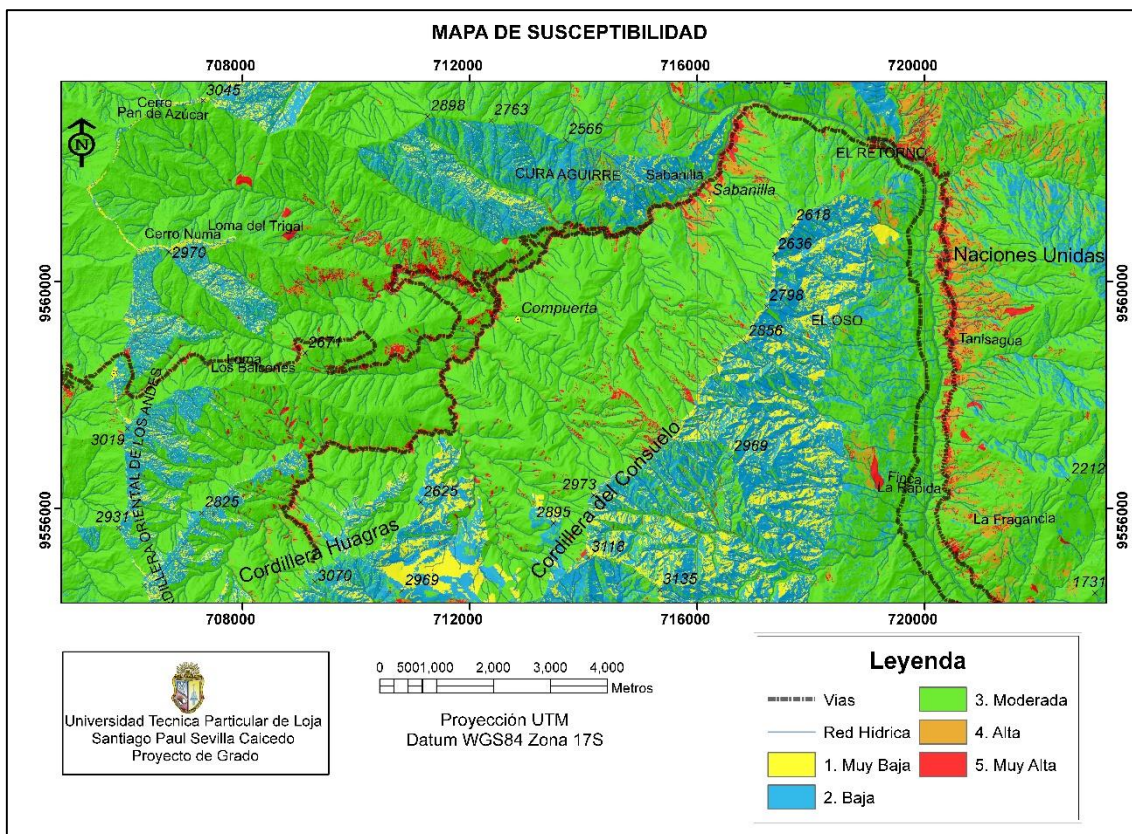 MAPA DE SUSCEPTIBILIDAD
708000 712000 716000 720000
3045
Cerro
Pan de Azúcar
2898
2763
2566
EL RETORNO
CURA AGUIRRE
Sabanilla
Sabanilla
N
Loma del Trigal
2618
Cerro Numa
2970
2636
Naciones Unidas
9560000
9560000
2798
Compuerta
2856
EL OSO
2671
Loma
Los Balcones
3019
2969
2212
2973
Finca
La Rapida
2825
2625
2931
2895
La Fragancia
9556000
9556000
Cordillera Huagras
Cordillera del Consuelo
3116
3070
2969
3135
1731
DILLERA ORIENTAL DE LOS ANDES
708000 712000 716000 720000
Universidad Tecnica Particular de Loja
Santiago Paul Sevilla Caicedo
Proyecto de Grado
0 5001,000 2,000 3,000 4,000
Metros
Proyección UTM
Datum WGS84 Zona 17S
Leyenda
Vias
Red Hídrica
1. Muy Baja
2. Baja
3. Moderada
4. Alta
5. Muy Alta